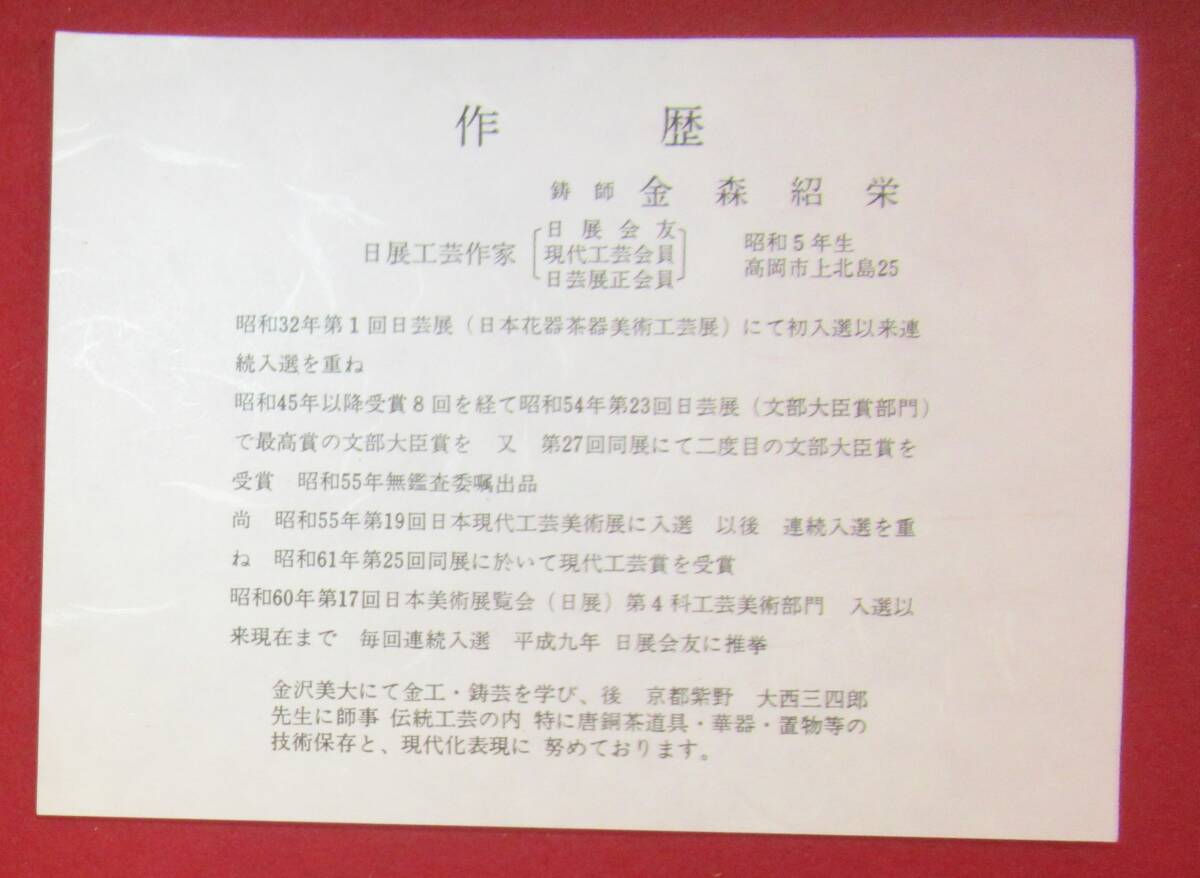 作歴
鋳師 金森紹栄
日展工芸作家
日展会友
現代工芸会員
日芸展正会員
昭和5年生
高岡市上北島25
昭和32年第1回日芸展(日本花器茶器美術工芸展)にて初入選以来連
続入選を重ね
昭和45年以降受賞8回を経て昭和54年第23回日芸展(文部大臣賞部門)
で最高賞の文部大臣賞を 又 第27回同展にて二度目の文部大臣賞を
受賞 昭和55年無鑑査委嘱出品
尚 昭和55年第19回日本現代工芸美術展に入選 以後 連続入選を重
ね 昭和61年第25回同展に於いて現代工芸賞を受賞
昭和60年第17回日本美術展覧会(日展)第4科工芸美術部門 入選以
来現在まで 毎回連続入選 平成九年 日展会友に推挙
金沢美大にて金工・鋳芸を学び、後 京都紫野 大西三四郎
先生に師事 伝統工芸の内 特に唐銅茶道具・華器・置物等の
技術保存と、現代化表現に 努めております。